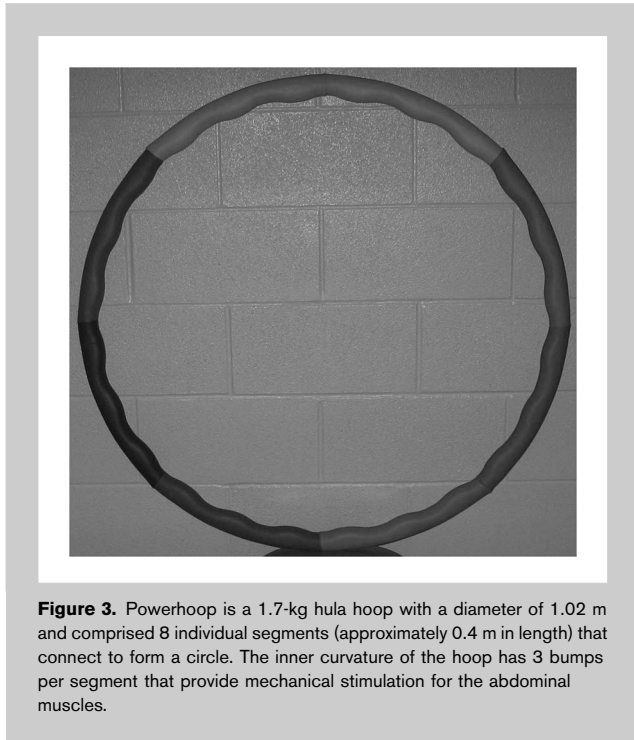 Figure 3. Powerhoop is a 1.7-kg hula hoop with a diameter of 1.02 m
and comprised 8 individual segments (approximately 0.4 m in length) that
connect to form a circle. The inner curvature of the hoop has 3 bumps
per segment that provide mechanical stimulation for the abdominal
muscles.